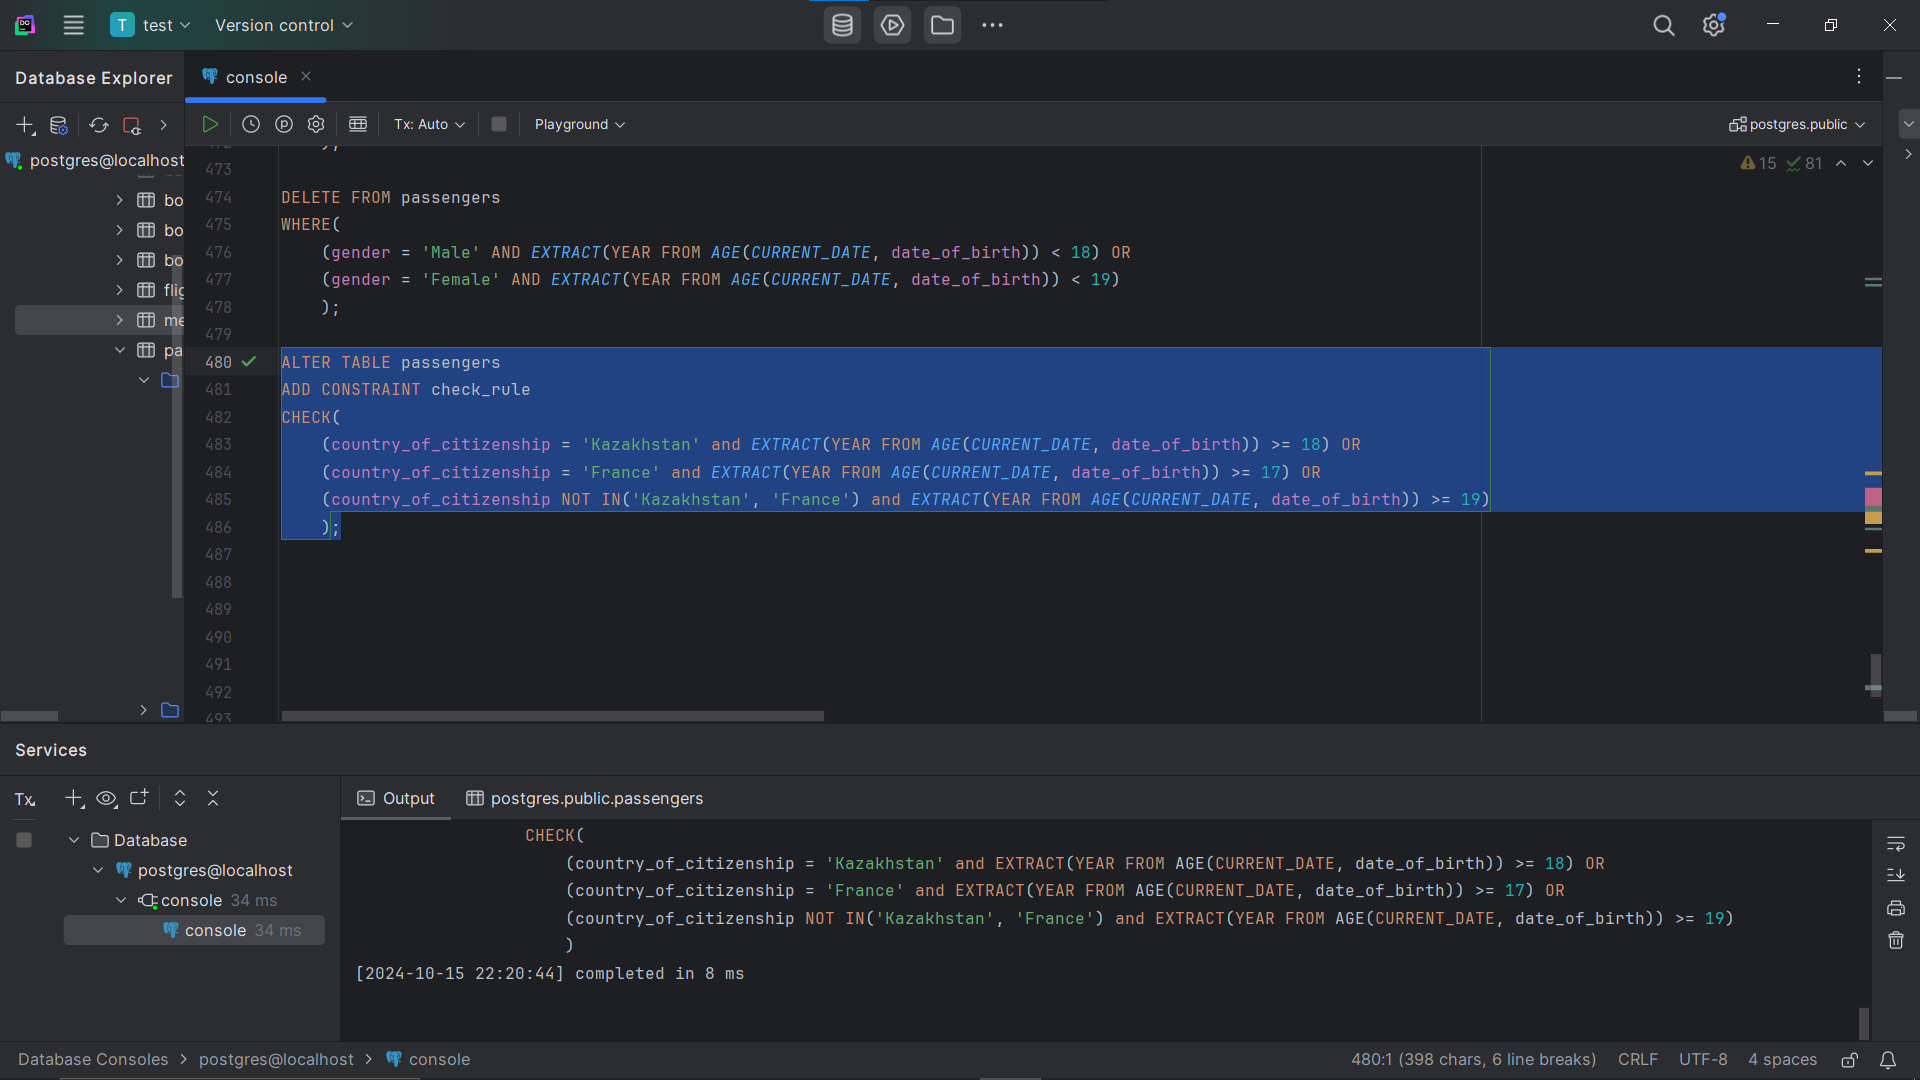 T test Version control
Database Explorer
console
Tx: Auto Playground postgres.public
postgres@localhost
bo
bo
bo
flig
me
pa
15 81
473
474 DELETE FROM passengers
475 WHERE(
476 (gender = 'Male' AND EXTRACT(YEAR FROM AGE(CURRENT_DATE, date_of_birth)) < 18) OR
477 (gender = 'Female' AND EXTRACT(YEAR FROM AGE(CURRENT_DATE, date_of_birth)) < 19)
478 );
479
480 ALTER TABLE passengers
481 ADD CONSTRAINT check_rule
482 CHECK(
483 (country_of_citizenship = 'Kazakhstan' and EXTRACT(YEAR FROM AGE(CURRENT_DATE, date_of_birth)) >= 18) OR
484 (country_of_citizenship = 'France' and EXTRACT(YEAR FROM AGE(CURRENT_DATE, date_of_birth)) >= 17) OR
485 (country_of_citizenship NOT IN('Kazakhstan', 'France') and EXTRACT(YEAR FROM AGE(CURRENT_DATE, date_of_birth)) >= 19)
486 );
487
488
489
490
491
492
493
Services
Tx
Database
postgres@localhost
console 34 ms
console 34 ms
Output postgres.public.passengers
CHECK(
(country_of_citizenship = 'Kazakhstan' and EXTRACT(YEAR FROM AGE(CURRENT_DATE, date_of_birth)) >= 18) OR
(country_of_citizenship = 'France' and EXTRACT(YEAR FROM AGE(CURRENT_DATE, date_of_birth)) >= 17) OR
(country_of_citizenship NOT IN('Kazakhstan', 'France') and EXTRACT(YEAR FROM AGE(CURRENT_DATE, date_of_birth)) >= 19)
)
[2024-10-15 22:20:44] completed in 8 ms
Database Consoles > postgres@localhost > console 480:1 (398 chars, 6 line breaks) CRLF UTF-8 4 spaces